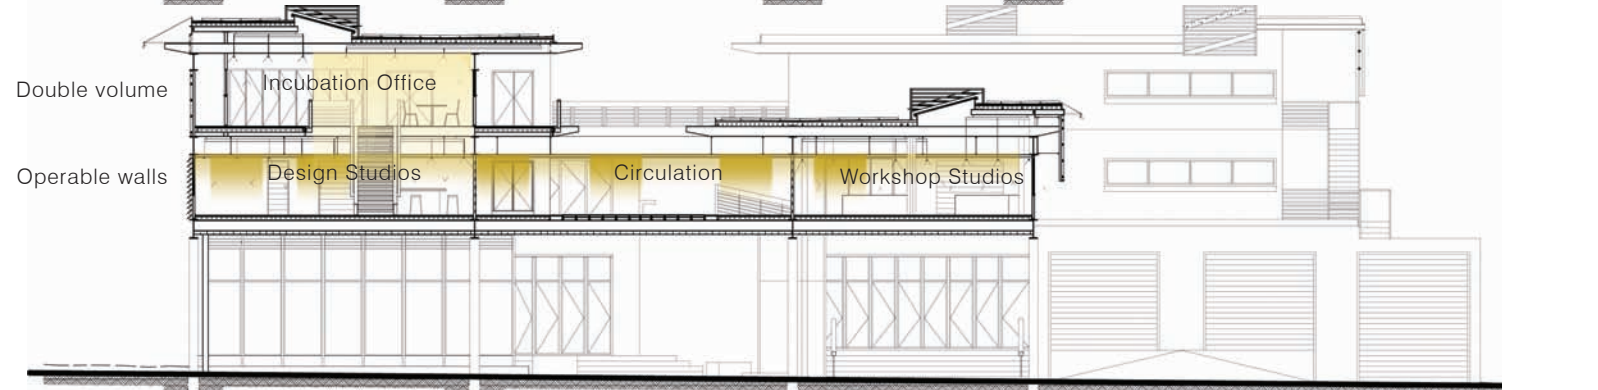 Double volume
Incubation Office
Operable walls
Design Studios
Circulation
Workshop Studios